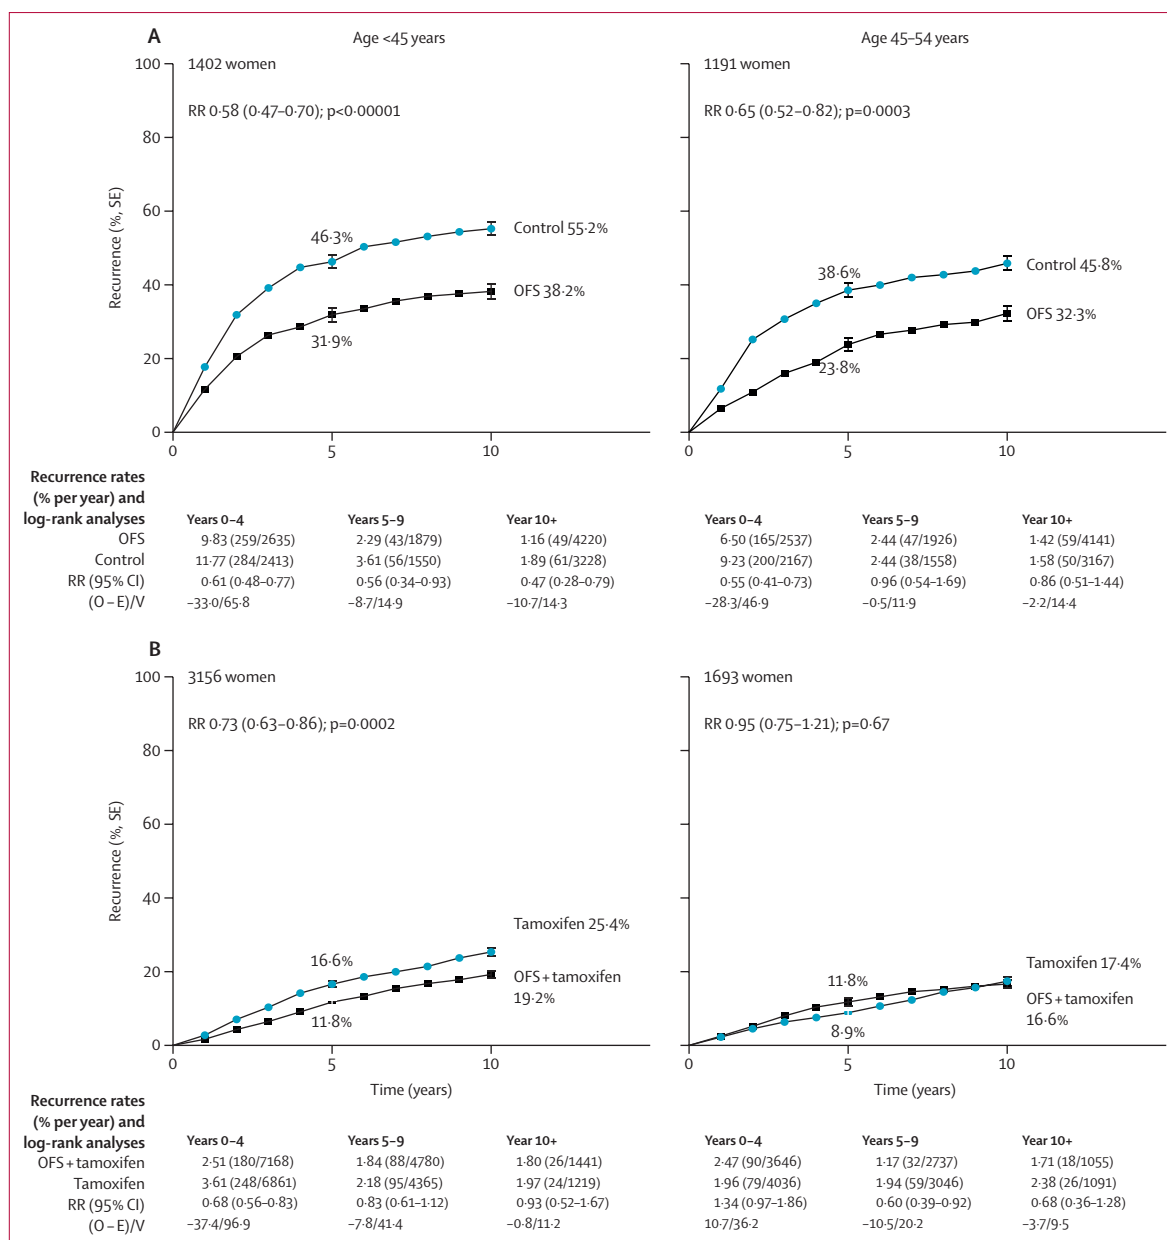 A
Age <45 years
Age 45–54 years
100
80
60
40
20
0
Recurrence (%, SE)
1402 women
RR 0·58 (0·47–0·70); p<0·00001
46·3%
31·9%
Control 55·2%
OFS 38·2%
0
5
10
1191 women
RR 0·65 (0·52–0·82); p=0·0003
38·6%
23·8%
Control 45·8%
OFS 32·3%
0
5
10
Recurrence rates
(% per year) and
log-rank analyses Years 0–4 Years 5–9 Year 10+ Years 0–4 Years 5–9 Year 10+
OFS 9·83 (259/2635) 2·29 (43/1879) 1·16 (49/4220) 6·50 (165/2537) 2·44 (47/1926) 1·42 (59/4141)
Control 11·77 (284/2413) 3·61 (56/1550) 1·89 (61/3228) 9·23 (200/2167) 2·44 (38/1558) 1·58 (50/3167)
RR (95% CI) 0·61 (0·48–0·77) 0·56 (0·34–0·93) 0·47 (0·28–0·79) 0·55 (0·41–0·73) 0·96 (0·54–1·69) 0·86 (0·51–1·44)
(O – E)/V –33·0/65·8 –8·7/14·9 –10·7/14·3 –28·3/46·9 –0·5/11·9 –2·2/14·4
B
100
80
60
40
20
0
Recurrence (%, SE)
3156 women
RR 0·73 (0·63–0·86); p=0·0002
16·6%
11·8%
Tamoxifen 25·4%
OFS + tamoxifen
19·2%
0
5
10
Time (years)
1693 women
RR 0·95 (0·75–1·21); p=0·67
11·8%
8·9%
Tamoxifen 17·4%
OFS + tamoxifen
16·6%
0
5
10
Time (years)
Recurrence rates
(% per year) and
log-rank analyses Years 0–4 Years 5–9 Year 10+ Years 0–4 Years 5–9 Year 10+
OFS + tamoxifen 2·51 (180/7168) 1·84 (88/4780) 1·80 (26/1441) 2·47 (90/3646) 1·17 (32/2737) 1·71 (18/1055)
Tamoxifen 3·61 (248/6861) 2·18 (95/4365) 1·97 (24/1219) 1·96 (79/4036) 1·94 (59/3046) 2·38 (26/1091)
RR (95% CI) 0·68 (0·56–0·83) 0·83 (0·61–1·12) 0·93 (0·52–1·67) 1·34 (0·97–1·86) 0·60 (0·39–0·92) 0·68 (0·36–1·28)
(O – E)/V –37·4/96·9 –7·8/41·4 –0·8/11·2 10·7/36·2 –10·5/20·2 –3·7/9·5